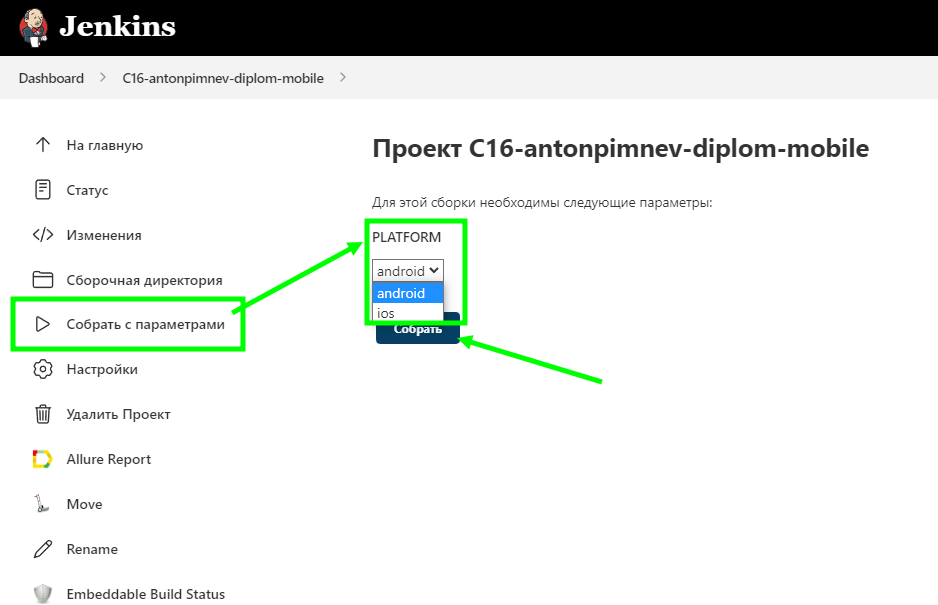 Jenkins
Dashboard
C16-antonpimnev-diplom-mobile
На главную
Статус
Изменения
Сборочная директория
Собрать с параметрами
Настройки
Удалить Проект
Allure Report
Move
Rename
Embeddable Build Status
Проект C16-antonpimnev-diplom-mobile
Для этой сборки необходимы следующие параметры:
PLATFORM
android
android
ios
Собрать